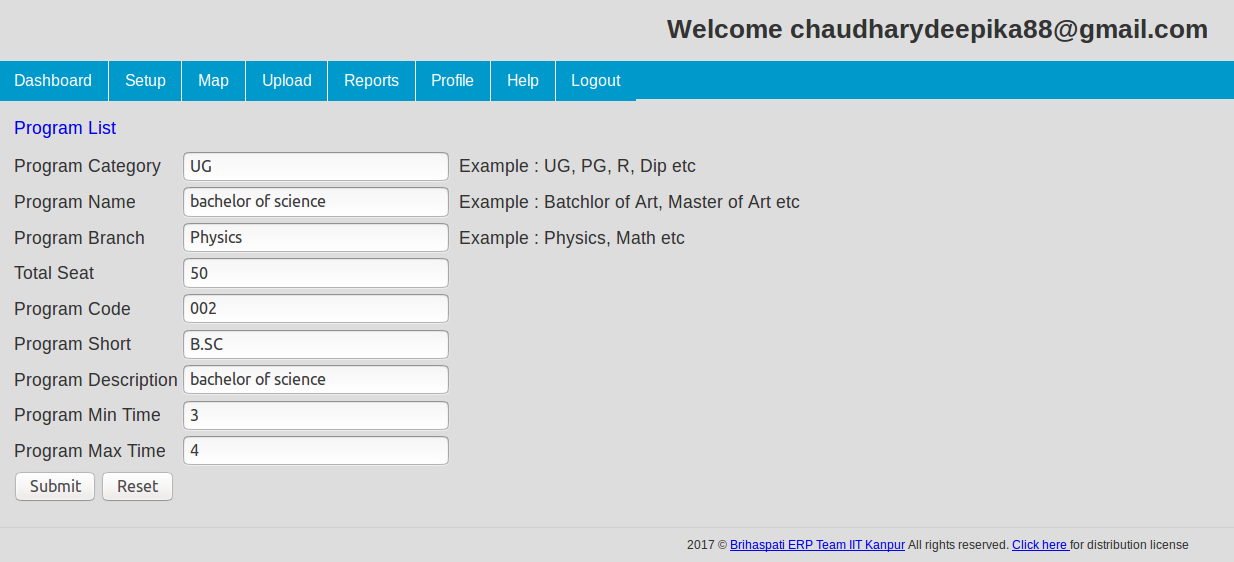 Welcome chaudharydeepika88@gmail.com
Dashboard Setup Map Upload Reports Profile Help Logout
Program List
Program Category UG Example : UG, PG, R, Dip etc
Program Name bachelor of science Example : Batchlor of Art, Master of Art etc
Program Branch Physics Example : Physics, Math etc
Total Seat 50
Program Code 002
Program Short B.SC
Program Description bachelor of science
Program Min Time 3
Program Max Time 4
Submit Reset
2017 © Brihaspati ERP Team IIT Kanpur All rights reserved. Click here for distribution license